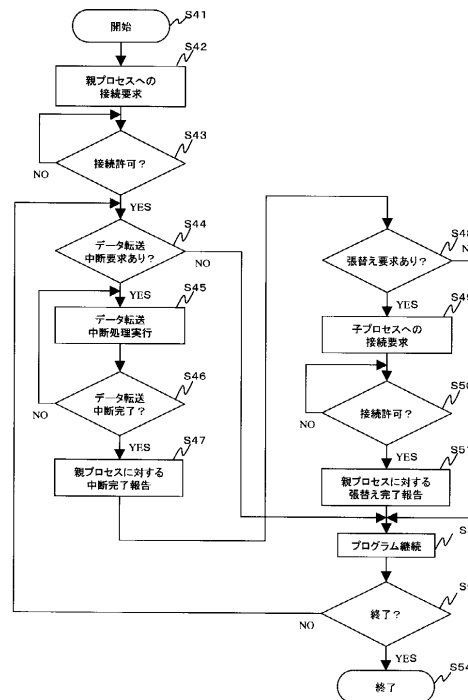 S41
開始
S42
親プロセスへの
接続要求
S43
接続許可？
NO
YES
S44
データ転送
中断要求あり？
NO
YES
S45
データ転送
中断処理実行
S46
データ転送
中断完了？
NO
YES
S47
親プロセスに対する
中断完了報告
S48
張替え要求あり？
YES
S49
子プロセスへの
接続要求
S50
接続許可？
NO
YES
S51
親プロセスに対する
張替え完了報告
プログラム継続
終了？
NO
YES
S54
終了